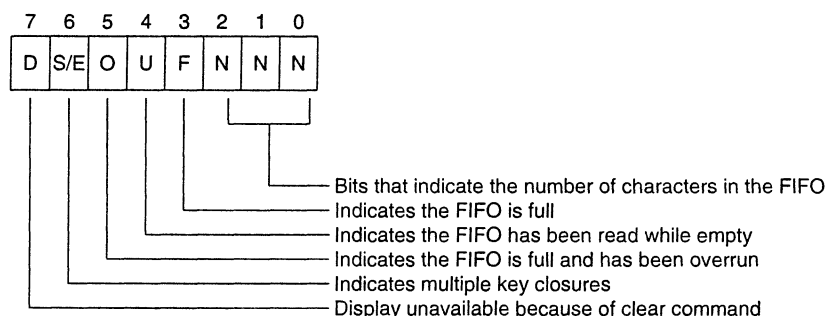 7 6 5 4 3 2 1 0
D S/E O U F N N N
Bits that indicate the number of characters in the FIFO
Indicates the FIFO is full
Indicates the FIFO has been read while empty
Indicates the FIFO is full and has been overrun
Indicates multiple key closures
Display unavailable because of clear command